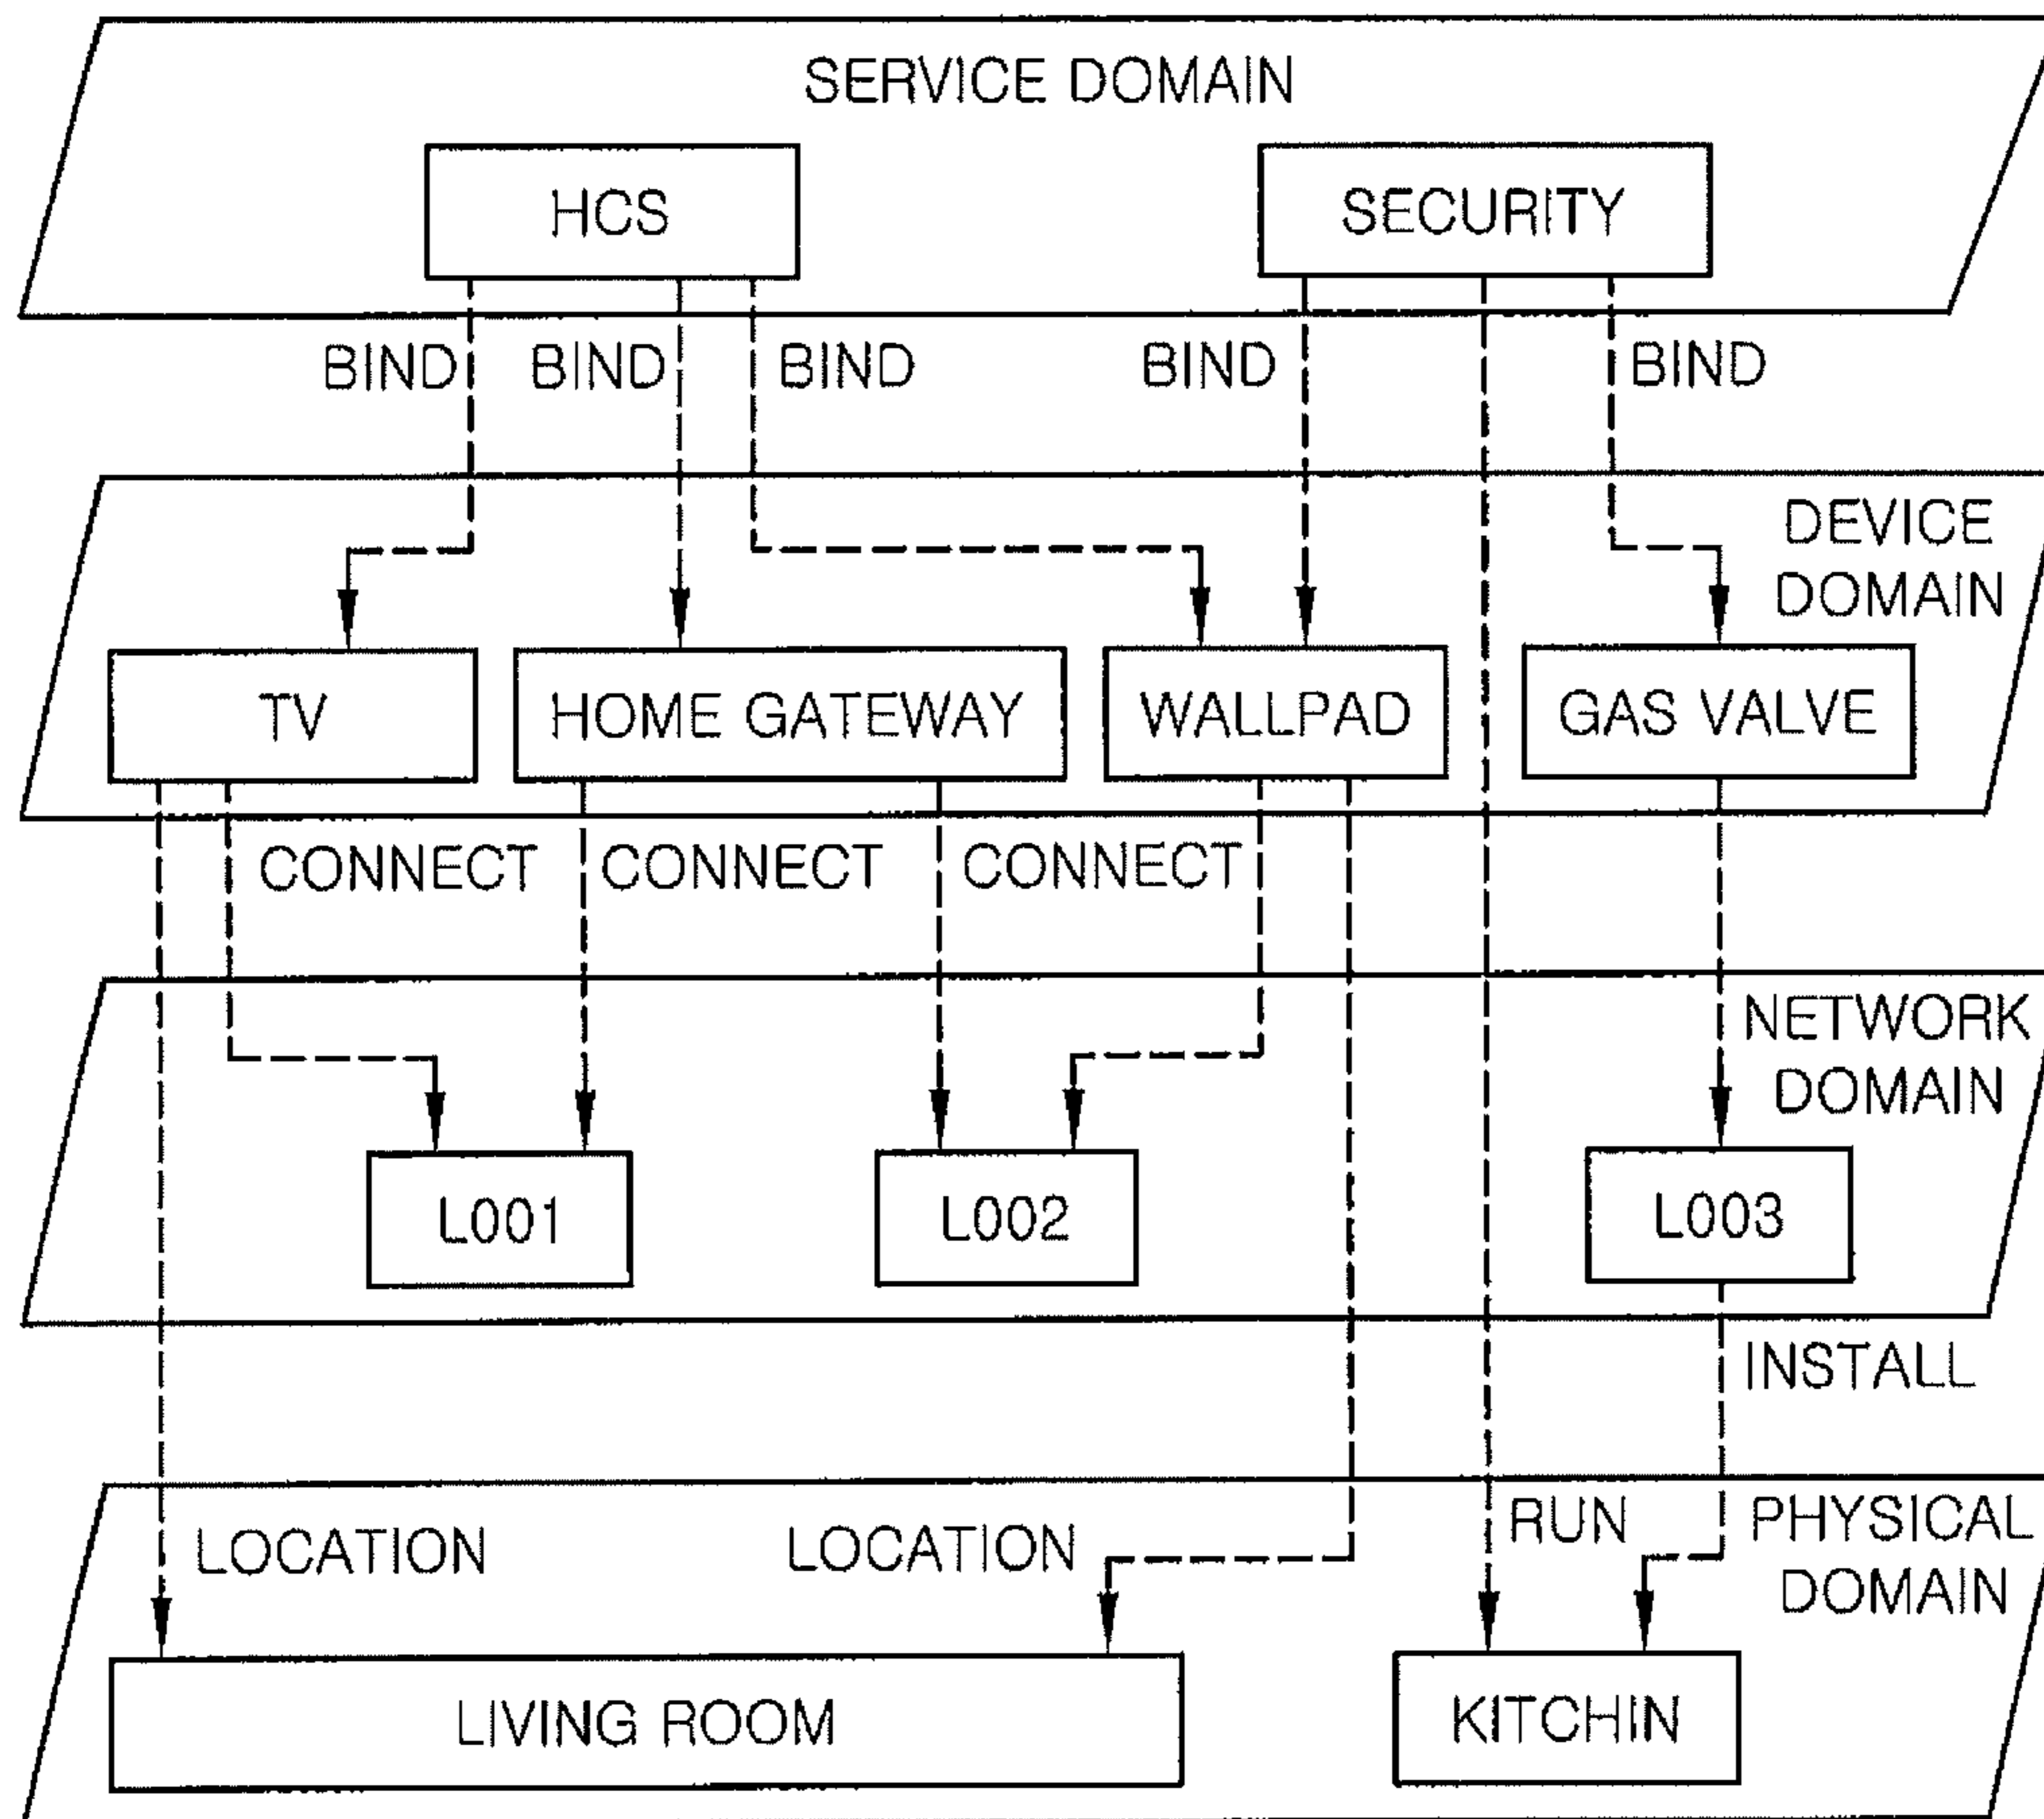 SERVICE DOMAIN
HCS
SECURITY
BIND
BIND
BIND
BIND
BIND
DEVICE
DOMAIN
TV
HOME GATEWAY
WALLPAD
GAS VALVE
CONNECT
CONNECT
CONNECT
NETWORK
DOMAIN
L001
L002
L003
INSTALL
LOCATION
LOCATION
RUN
PHYSICAL
DOMAIN
LIVING ROOM
KITCHIN